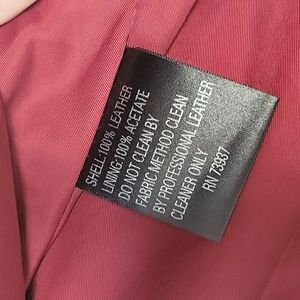 SHELL:100% LEATHER
LINING:100% ACETATE
DO NOT CLEAN BY
FABRIC METHOD CLEAN
BY PROFESSIONAL LEATHER
CLEANER ONLY
RN 73937